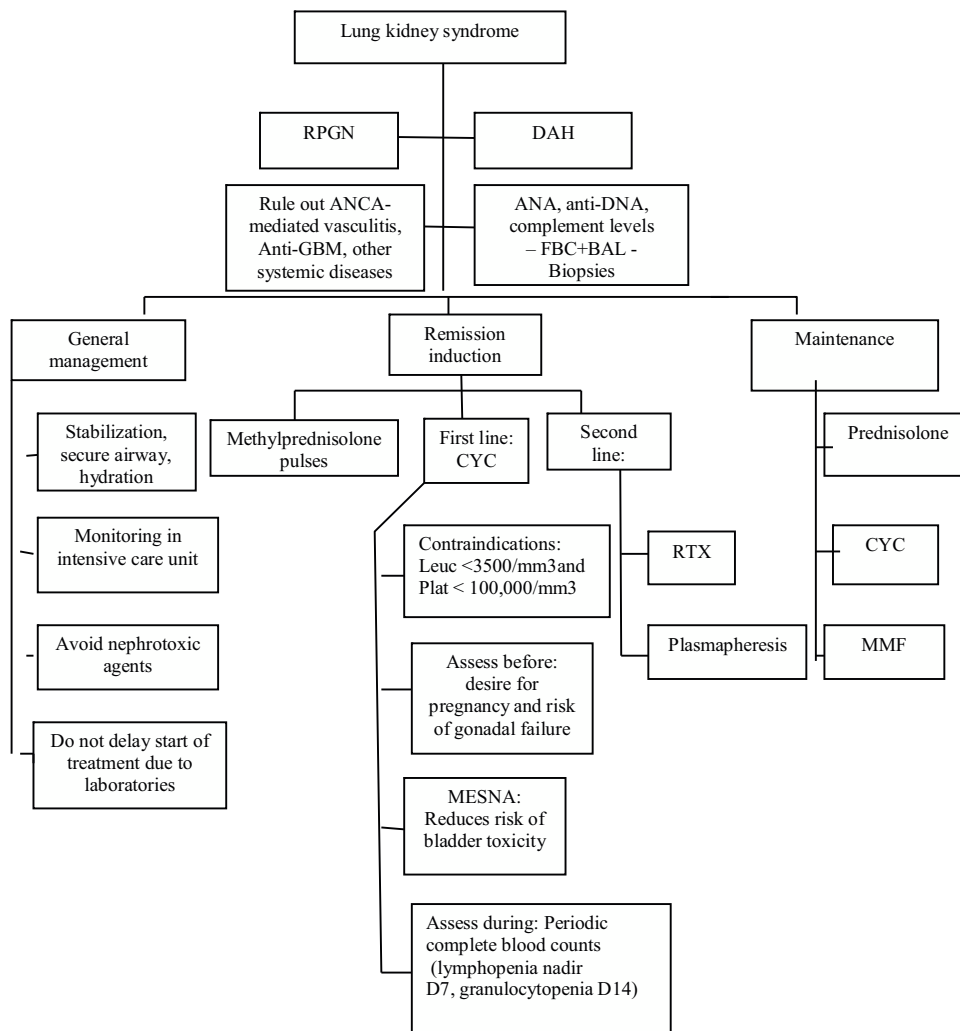 Lung kidney syndrome
RPGN
DAH
Rule out ANCA-
mediated vasculitis,
Anti-GBM, other
systemic diseases
ANA, anti-DNA,
complement levels
– FBC+BAL -
Biopsies
General
management
Remission
induction
Maintenance
Stabilization,
secure airway,
hydration
Monitoring in
intensive care unit
Avoid nephrotoxic
agents
Do not delay start of
treatment due to
laboratories
Methylprednisolone
pulses
First line:
CYC
Second
line:
Contraindications:
Leuc <3500/mm3and
Plat < 100,000/mm3
Assess before:
desire for
pregnancy and risk
of gonadal failure
MESNA:
Reduces risk of
bladder toxicity
Assess during: Periodic
complete blood counts
(lymphopenia nadir
D7, granulocytopenia D14)
RTX
Plasmapheresis
Prednisolone
CYC
MMF